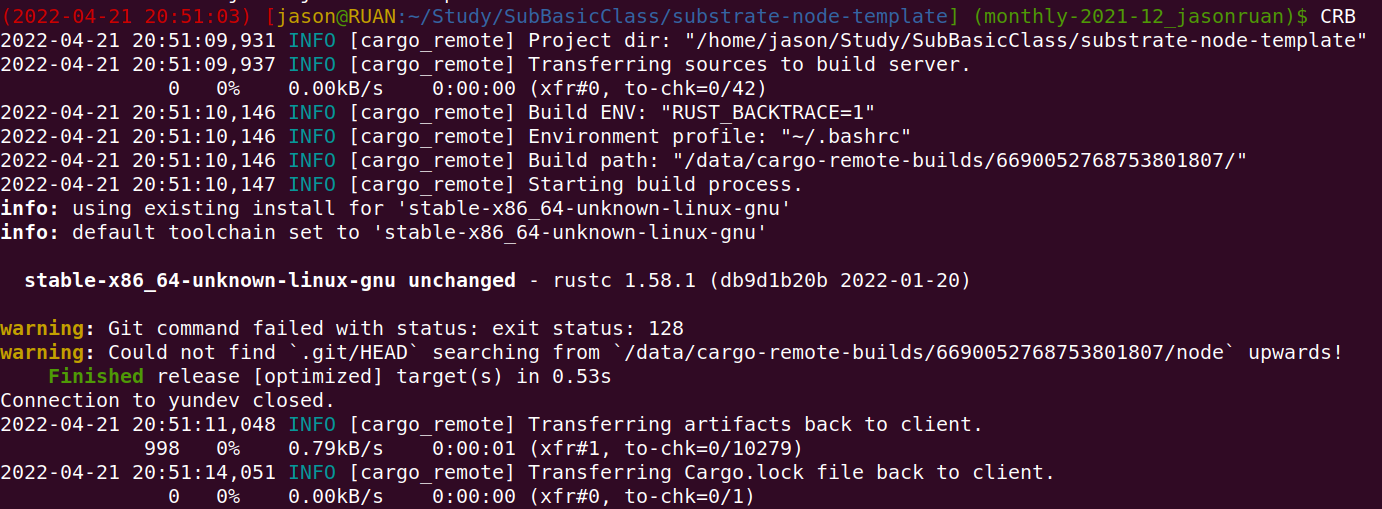 (2022-04-21 20:51:03) [jason@RUAN:~/Study/SubBasicClass/substrate-node-template] (monthly-2021-12_jasonruan)$ CRB
2022-04-21 20:51:09,931 INFO [cargo_remote] Project dir: "/home/jason/Study/SubBasicClass/substrate-node-template"
2022-04-21 20:51:09,937 INFO [cargo_remote] Transferring sources to build server.
              0   0%    0.00kB/s    0:00:00 (xfr#0, to-chk=0/42)
2022-04-21 20:51:10,146 INFO [cargo_remote] Build ENV: "RUST_BACKTRACE=1"
2022-04-21 20:51:10,146 INFO [cargo_remote] Environment profile: "~/.bashrc"
2022-04-21 20:51:10,146 INFO [cargo_remote] Build path: "/data/cargo-remote-builds/6690052768753801807/"
2022-04-21 20:51:10,147 INFO [cargo_remote] Starting build process.
info: using existing install for 'stable-x86_64-unknown-linux-gnu'
info: default toolchain set to 'stable-x86_64-unknown-linux-gnu'
  stable-x86_64-unknown-linux-gnu unchanged - rustc 1.58.1 (db9d1b20b 2022-01-20)
warning: Git command failed with status: exit status: 128
warning: Could not find `.git/HEAD` searching from `/data/cargo-remote-builds/6690052768753801807/node` upwards!
    Finished release [optimized] target(s) in 0.53s
Connection to yundev closed.
2022-04-21 20:51:11,048 INFO [cargo_remote] Transferring artifacts back to client.
            998   0%    0.79kB/s    0:00:01 (xfr#1, to-chk=0/10279)
2022-04-21 20:51:14,051 INFO [cargo_remote] Transferring Cargo.lock file back to client.
              0   0%    0.00kB/s    0:00:00 (xfr#0, to-chk=0/1)